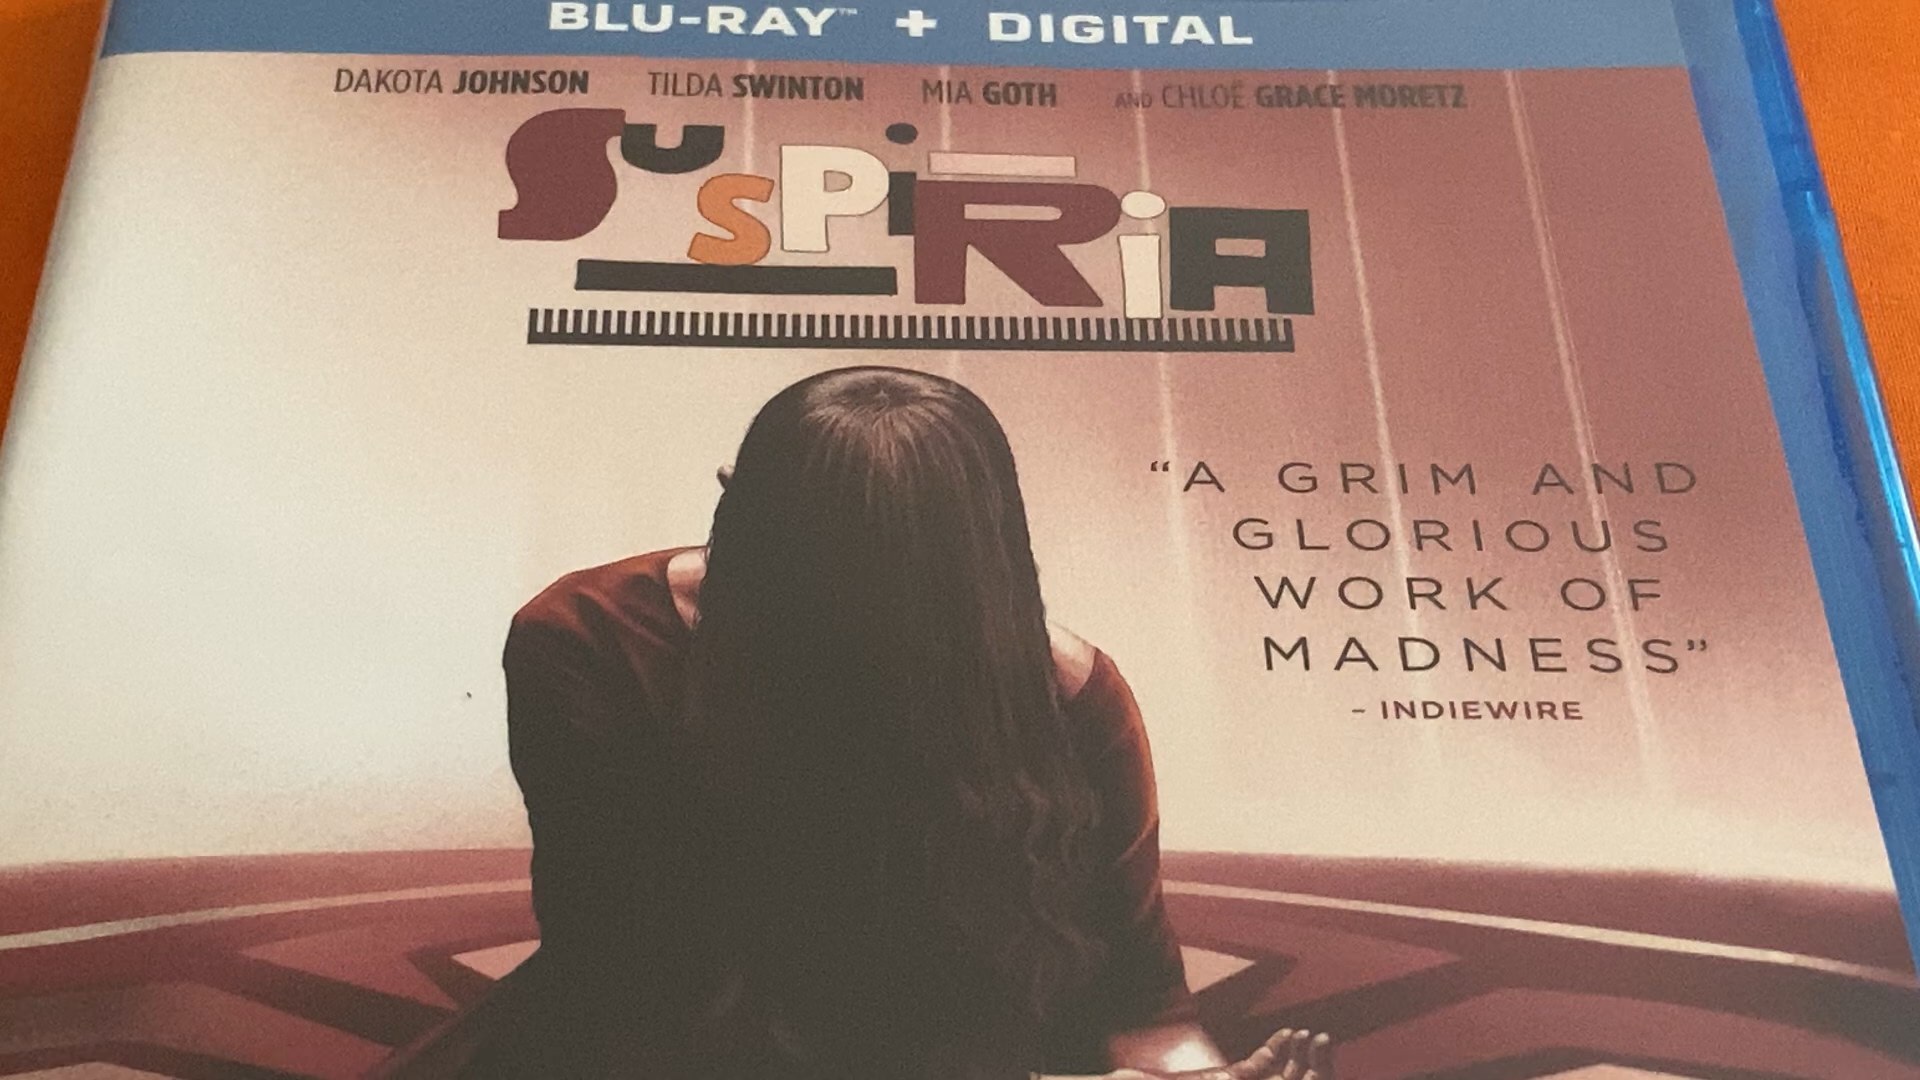 BLU-RAY™ + DIGITAL
DAKOTA JOHNSON TILDA SWINTON MIA GOTH AND CHLOË GRACE MORETZ
SUSPiRiA
“A GRIM AND
GLORIOUS
WORK OF
MADNESS”
- INDIEWIRE